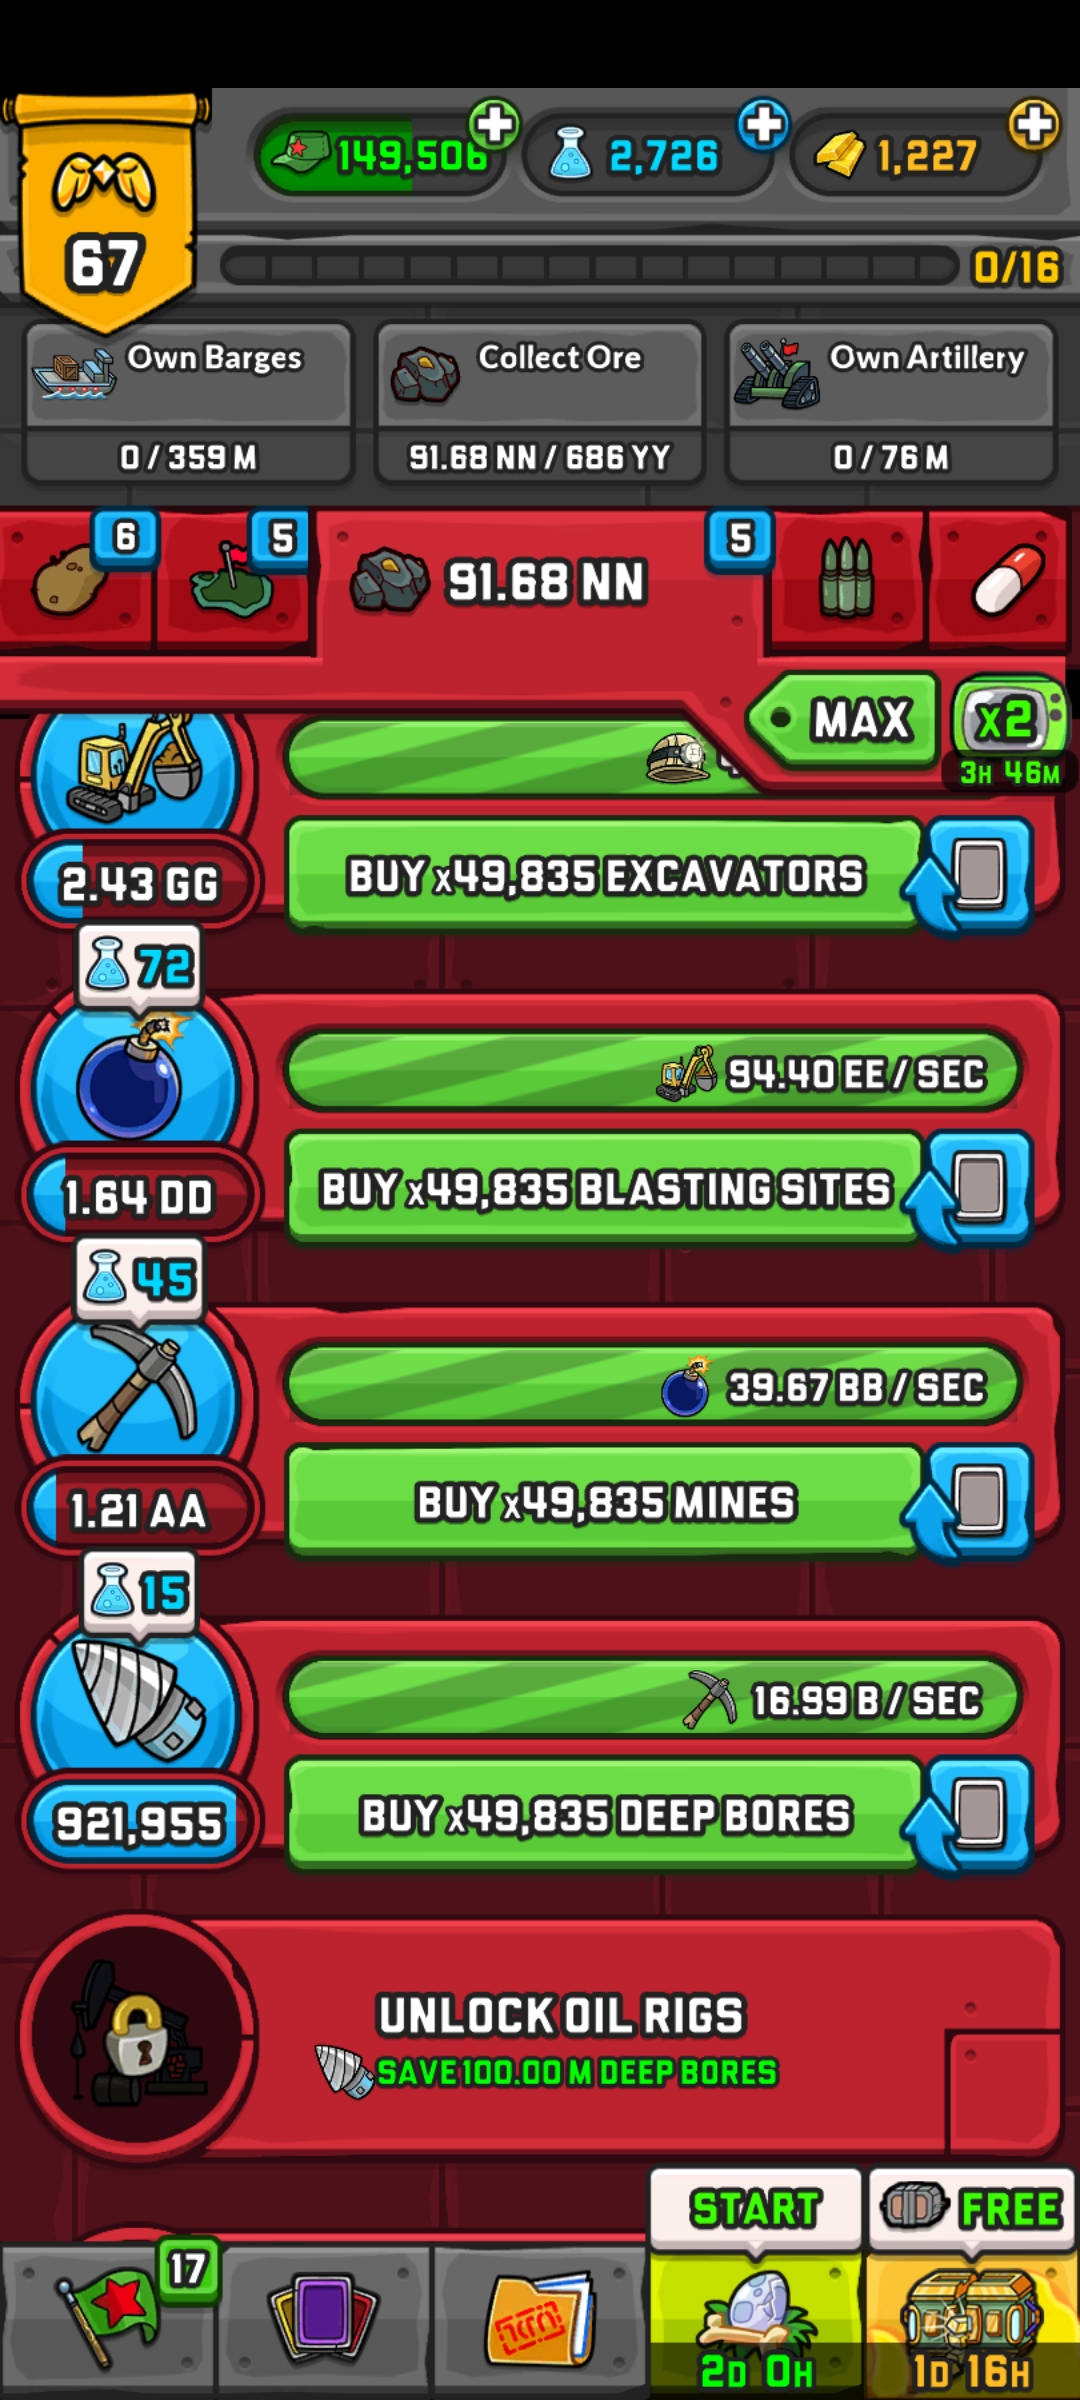 149,506
2,726
1,227
67
0/16
Own Barges
Collect Ore
Own Artillery
0 / 359 M
91.68 NN / 686 YY
0 / 76 M
6
5
91.68 NN
5
MAX
x2
3H 46M
2.43 GG
BUY x49,835 EXCAVATORS
72
94.40 EE / SEC
1.64 DD
BUY x49,835 BLASTING SITES
45
39.67 BB / SEC
1.21 AA
BUY x49,835 MINES
15
16.99 B / SEC
921,955
BUY x49,835 DEEP BORES
UNLOCK OIL RIGS
SAVE 100.00 M DEEP BORES
START
FREE
17
2D 0H
1D 16H